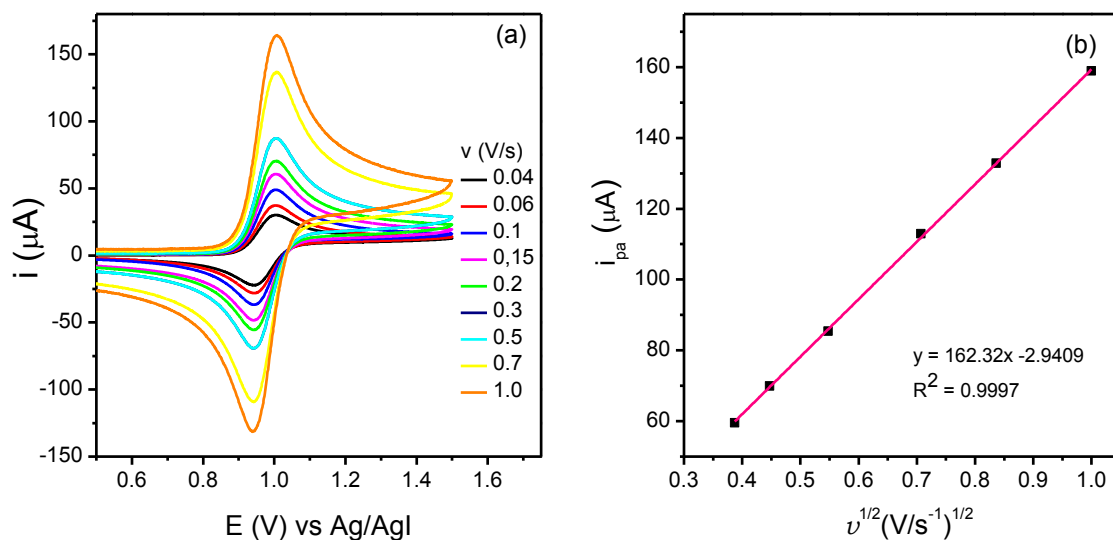 (a)
150
100
50
0
-50
-100
-150
i (µA)
0.6 0.8 1.0 1.2 1.4 1.6
E (V) vs Ag/AgI
v (V/s)
0.04
0.06
0.1
0,15
0.2
0.3
0.5
0.7
1.0
(b)
160
140
120
100
80
60
i_pa (µA)
y = 162.32x -2.9409
R² = 0.9997
0.3 0.4 0.5 0.6 0.7 0.8 0.9 1.0
υ^1/2(V/s⁻¹)^1/2